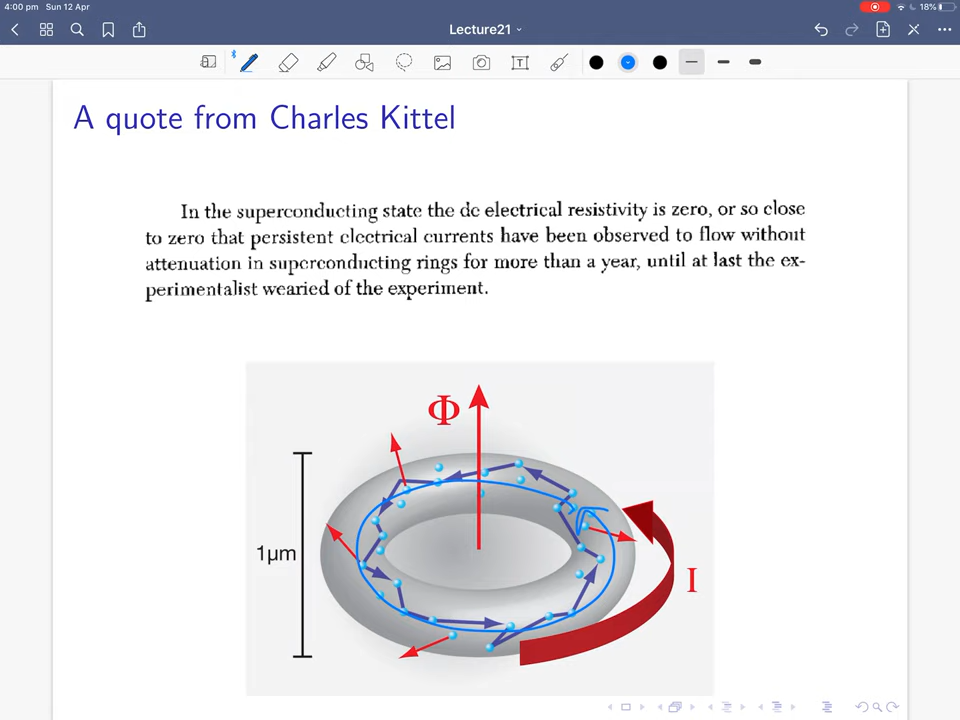 4:00 pm Sun 12 Apr
18%
Lecture21
A quote from Charles Kittel
In the superconducting state the dc electrical resistivity is zero, or so close
to zero that persistent electrical currents have been observed to flow without
attenuation in superconducting rings for more than a year, until at last the ex-
perimentalist wearied of the experiment.
Φ
1μm
I